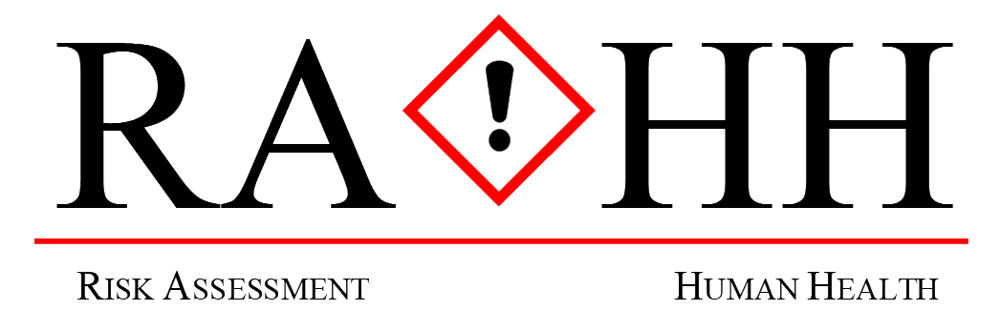 RA ! HH
RISK ASSESSMENT HUMAN HEALTH